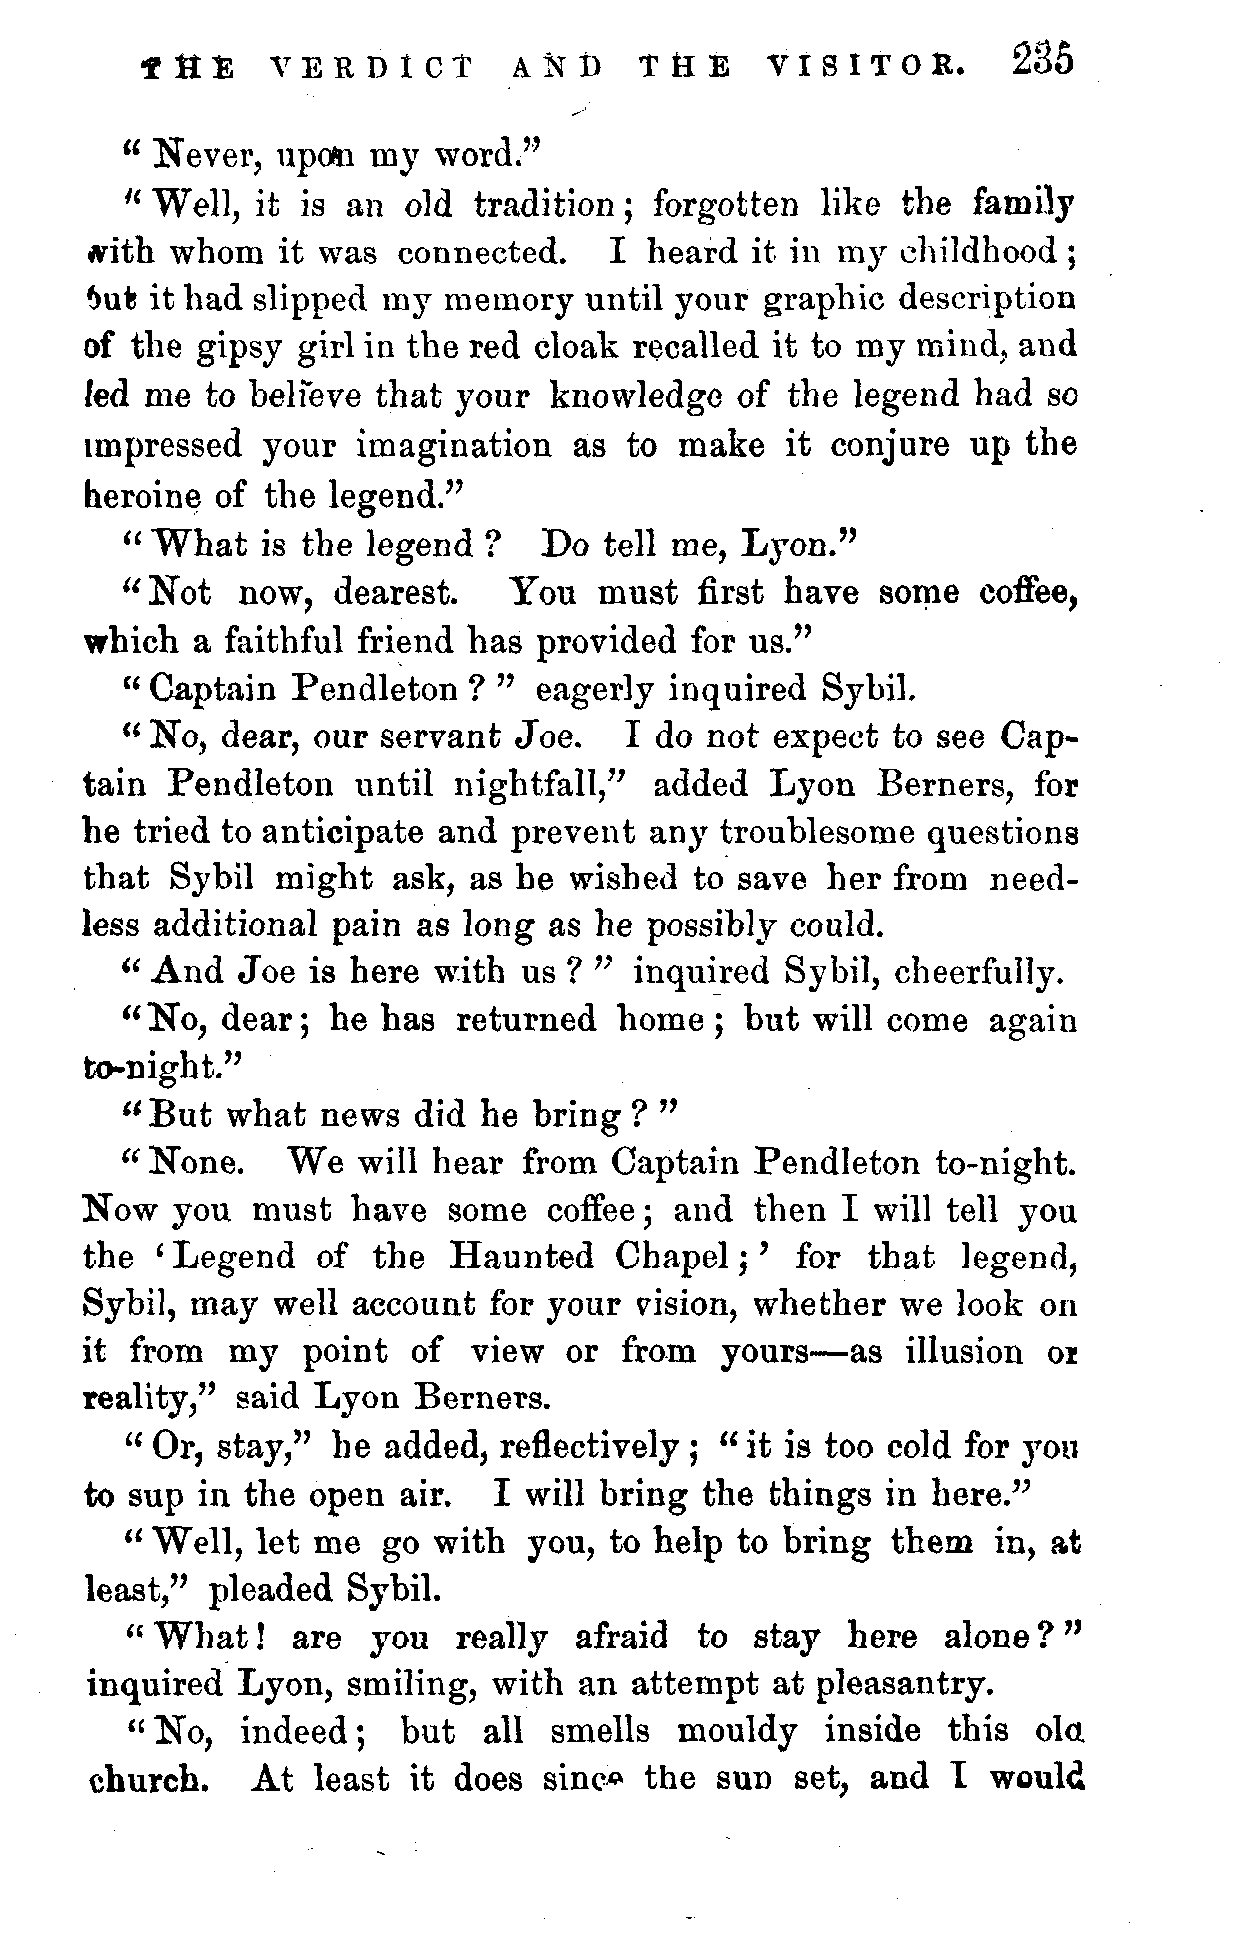 THE VERDICT AND THE VISITOR. 235
" Never, upon my word."
" Well, it is an old tradition ; forgotten like the family
with whom it was connected. I heard it in my childhood ;
but it had slipped my memory until your graphic description
of the gipsy girl in the red cloak recalled it to my mind, and
led me to believe that your knowledge of the legend had so
impressed your imagination as to make it conjure up the
heroine of the legend."
" What is the legend ? Do tell me, Lyon."
" Not now, dearest. You must first have some coffee,
which a faithful friend has provided for us."
" Captain Pendleton ? " eagerly inquired Sybil.
" No, dear, our servant Joe. I do not expect to see Cap-
tain Pendleton until nightfall," added Lyon Berners, for
he tried to anticipate and prevent any troublesome questions
that Sybil might ask, as he wished to save her from need-
less additional pain as long as he possibly could.
" And Joe is here with us ? " inquired Sybil, cheerfully.
" No, dear ; he has returned home ; but will come again
to-night."
" But what news did he bring ? "
" None. We will hear from Captain Pendleton to-night.
Now you must have some coffee ; and then I will tell you
the ' Legend of the Haunted Chapel ; ' for that legend,
Sybil, may well account for your vision, whether we look on
it from my point of view or from yours—as illusion or
reality," said Lyon Berners.
" Or, stay," he added, reflectively ; " it is too cold for you
to sup in the open air. I will bring the things in here."
" Well, let me go with you, to help to bring them in, at
least," pleaded Sybil.
" What ! are you really afraid to stay here alone ? "
inquired Lyon, smiling, with an attempt at pleasantry.
" No, indeed ; but all smells mouldy inside this old
church. At least it does since the sun set, and I would